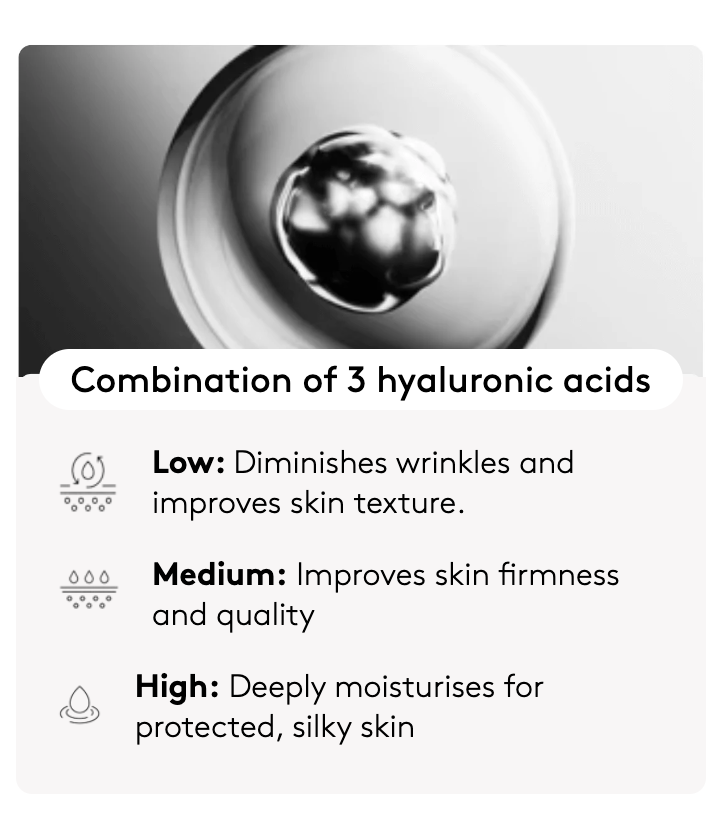 Combination of 3 hyaluronic acids
Low: Diminishes wrinkles and
improves skin texture.
Medium: Improves skin firmness
and quality
High: Deeply moisturises for
protected, silky skin